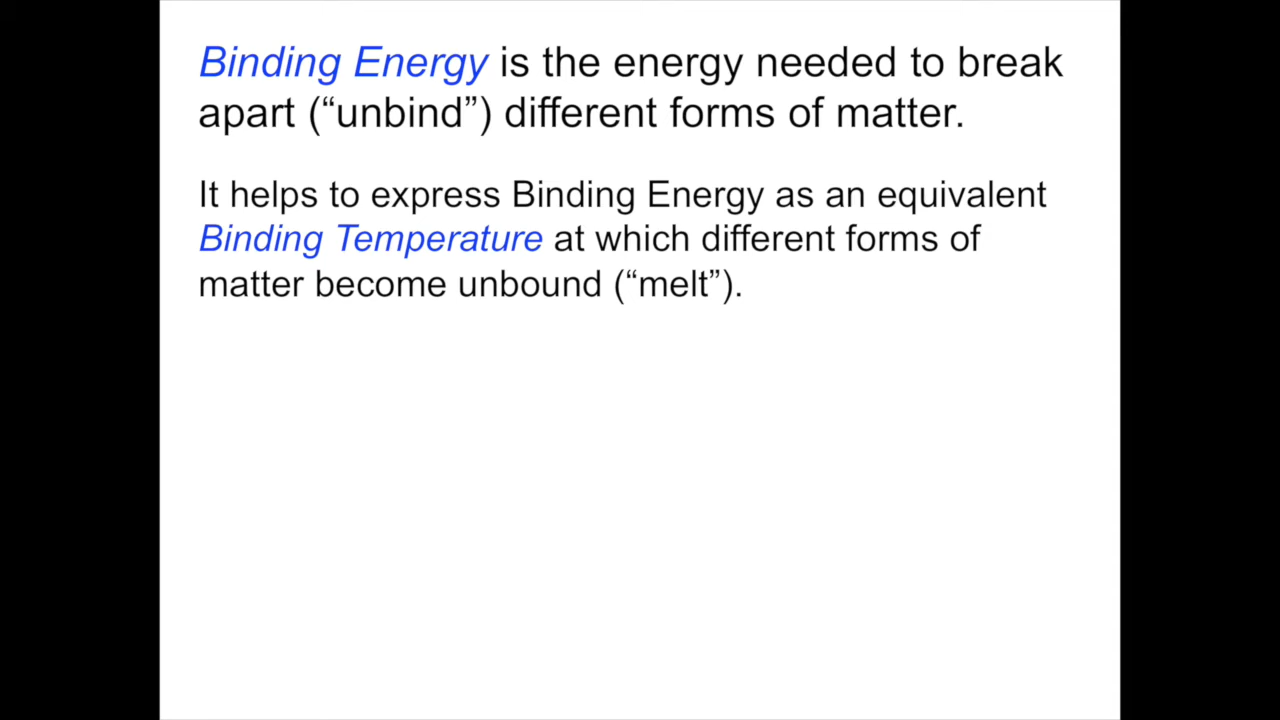 Binding Energy is the energy needed to break
apart (“unbind”) different forms of matter.
It helps to express Binding Energy as an equivalent
Binding Temperature at which different forms of
matter become unbound (“melt”).